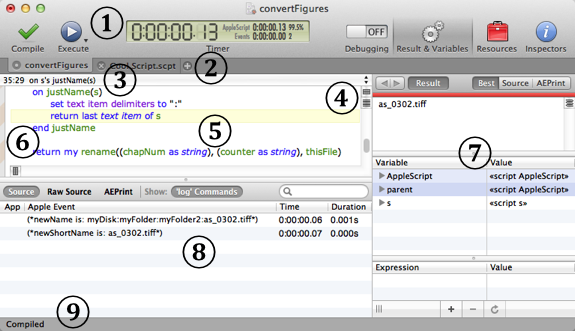 convertFigures
Compile
Execute
1
0:00:00.13 AppleScript 0:00:00.13 99.5%
Events 0:00:00.00 2
Timer
OFF
Debugging
Result & Variables
Resources
Inspectors
convertFigures
Cool Script.scpt
2
35:29 on s's justName(s)
3
4
on justName(s)
set text item delimiters to ":"
return last text item of s
end justName
5
6
return my rename((chapNum as string), (counter as string), thisFile)
Source Raw Source AEPrint Show: 'log' Commands
App Apple Event Time Duration
(*newName is: myDisk:myFolder:myFolder2:as_0302.tiff*) 0:00:00.06 0.001s
(*newShortName is: as_0302.tiff*) 0:00:00.07 0.000s
8
Result Best Source AEPrint
as_0302.tiff
7
Variable Value
AppleScript «script AppleScript»
parent «script AppleScript»
s «script s»
Expression Value
9
Compiled